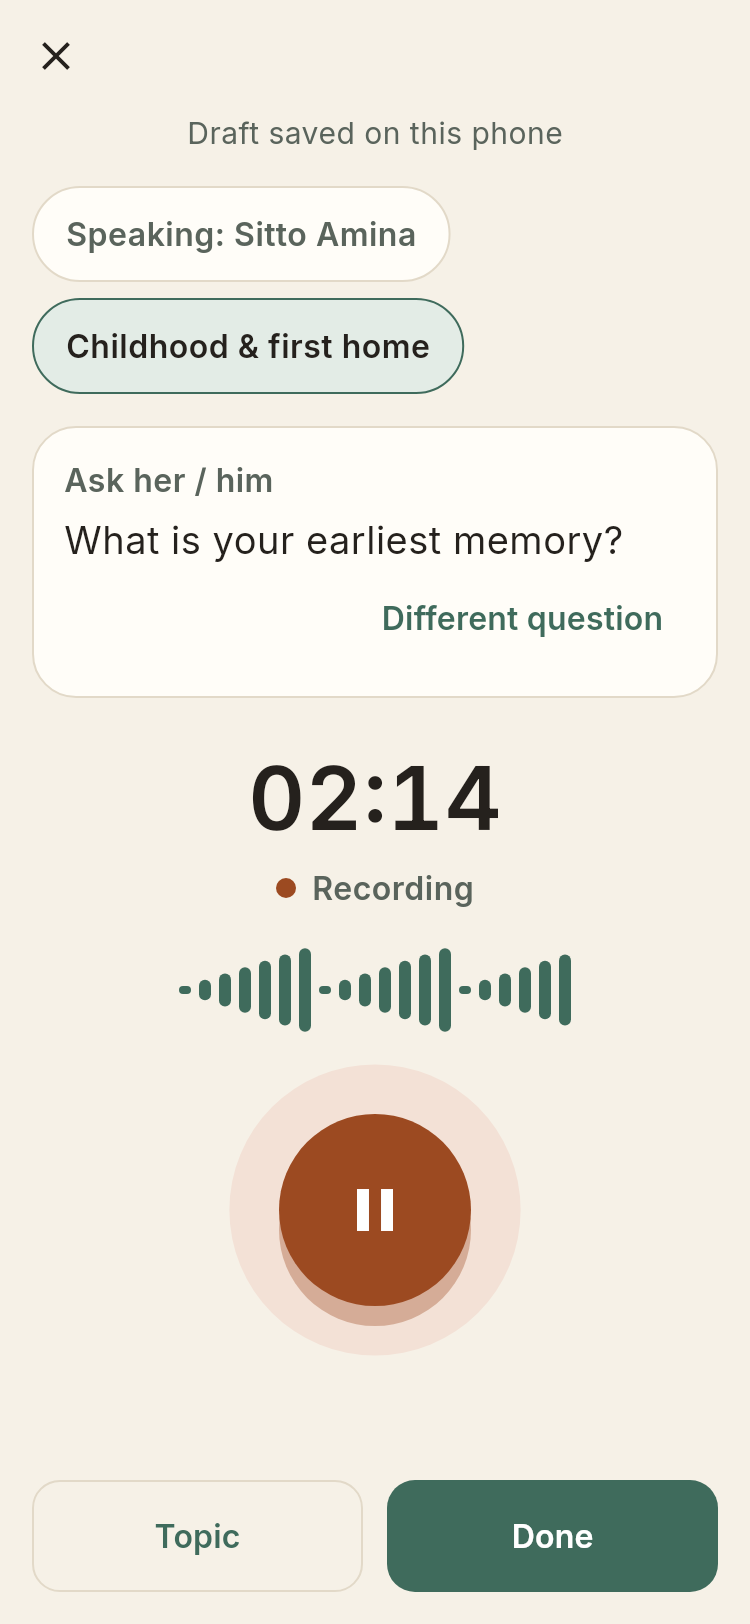 Draft saved on this phone
Speaking: Sitto Amina
Childhood & first home
Ask her / him
What is your earliest memory?
Different question
02:14
Recording
Topic
Done